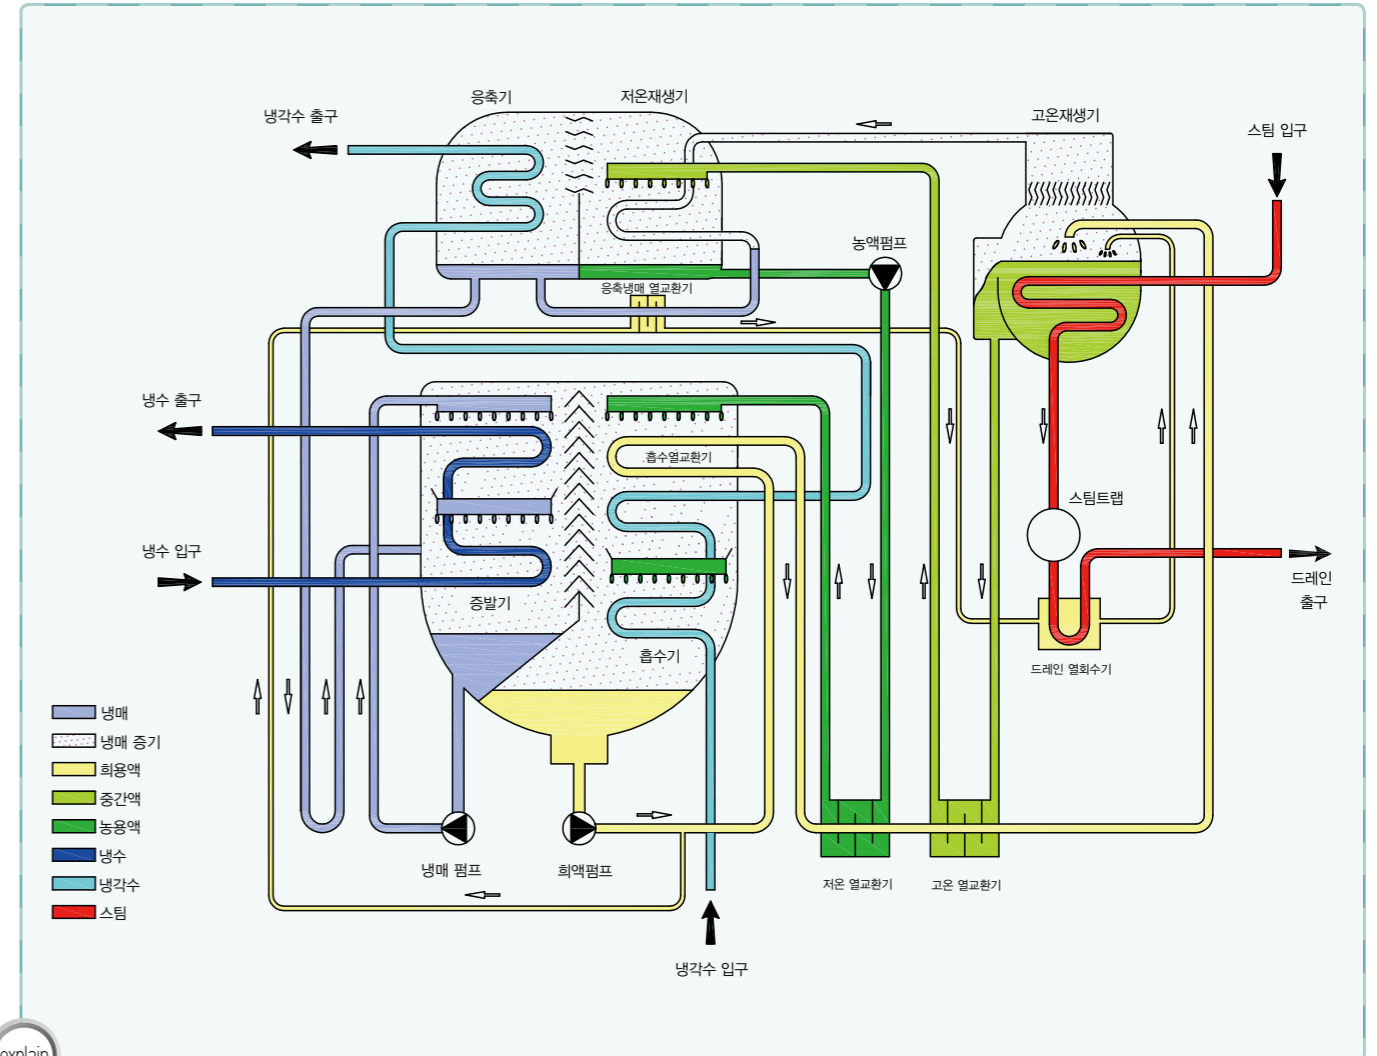 응축기
저온재생기
냉각수 출구
고온재생기
스팀 입구
농액펌프
응축냉매 열교환기
냉수 출구
흡수열교환기
스팀트랩
냉수 입구
드레인
출구
증발기
흡수기
드레인 열회수기
냉매
냉매 증기
희용액
중간액
농용액
냉수
냉각수
스팀
냉매 펌프
희액펌프
저온 열교환기
고온 열교환기
냉각수 입구
explain